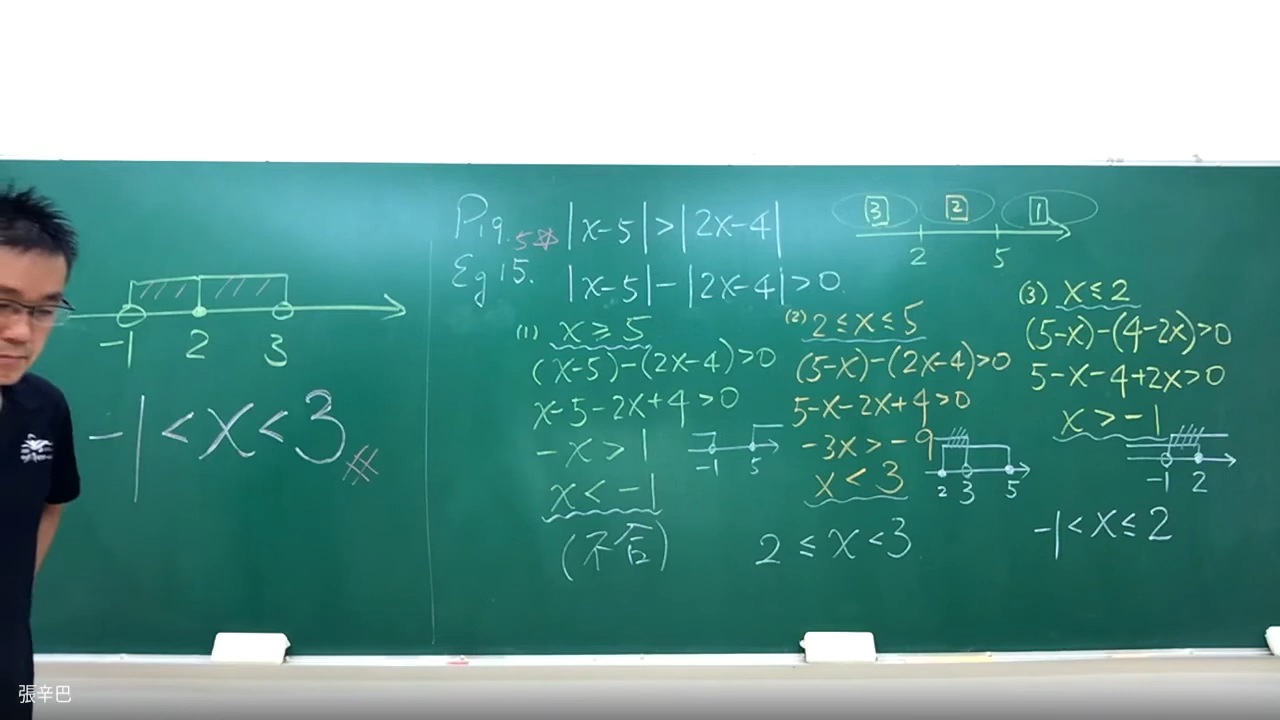 P19. 5 |x-5|>|2x-4|
Eg 15. |x-5|-|2x-4|>0.
3 2 1
2 5
(1) x≥5
(x-5)-(2x-4)>0
x-5-2x+4>0
-x>1
-1 5
x<-1
(不合)
(2) 2≤x≤5
(5-x)-(2x-4)>0
5-x-2x+4>0
-3x>-9
x<3
2 3 5
2≤x<3
(3) x≤2
(5-x)-(4-2x)>0
5-x-4+2x>0
x>-1
-1 2
-1<x≤2
-1 2 3
-1<x<3
張辛巴